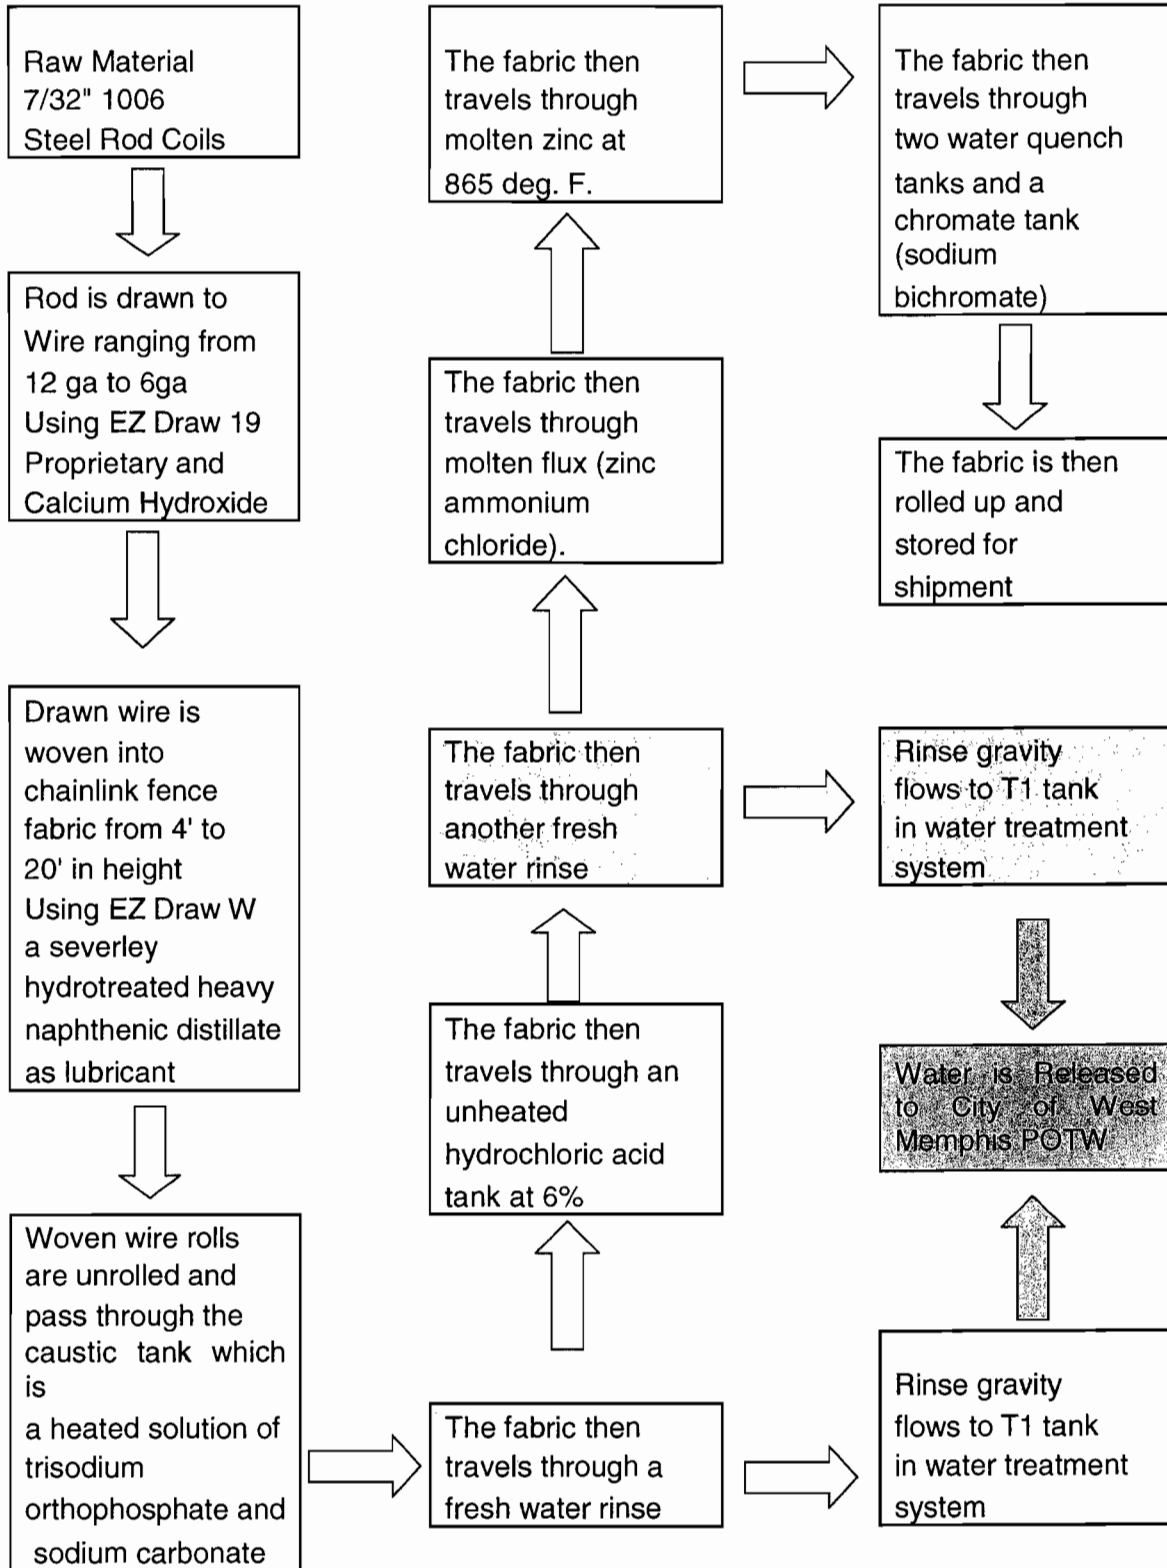 Raw Material
7/32" 1006
Steel Rod Coils
Rod is drawn to
Wire ranging from
12 ga to 6ga
Using EZ Draw 19
Proprietary and
Calcium Hydroxide
Drawn wire is
woven into
chainlink fence
fabric from 4' to
20' in height
Using EZ Draw W
a severley
hydrotreated heavy
naphthenic distillate
as lubricant
Woven wire rolls
are unrolled and
pass through the
caustic tank which
is
a heated solution of
trisodium
orthophosphate and
sodium carbonate
The fabric then
travels through a
fresh water rinse
Rinse gravity
flows to T1 tank
in water treatment
system
The fabric then
travels through an
unheated
hydrochloric acid
tank at 6%
The fabric then
travels through
another fresh
water rinse
Rinse gravity
flows to T1 tank
in water treatment
system
Water is Released
to City of West
Memphis POTW
The fabric then
travels through
molten flux (zinc
ammonium
chloride).
The fabric then
travels through
molten zinc at
865 deg. F.
The fabric then
travels through
two water quench
tanks and a
chromate tank
(sodium
bichromate)
The fabric is then
rolled up and
stored for
shipment